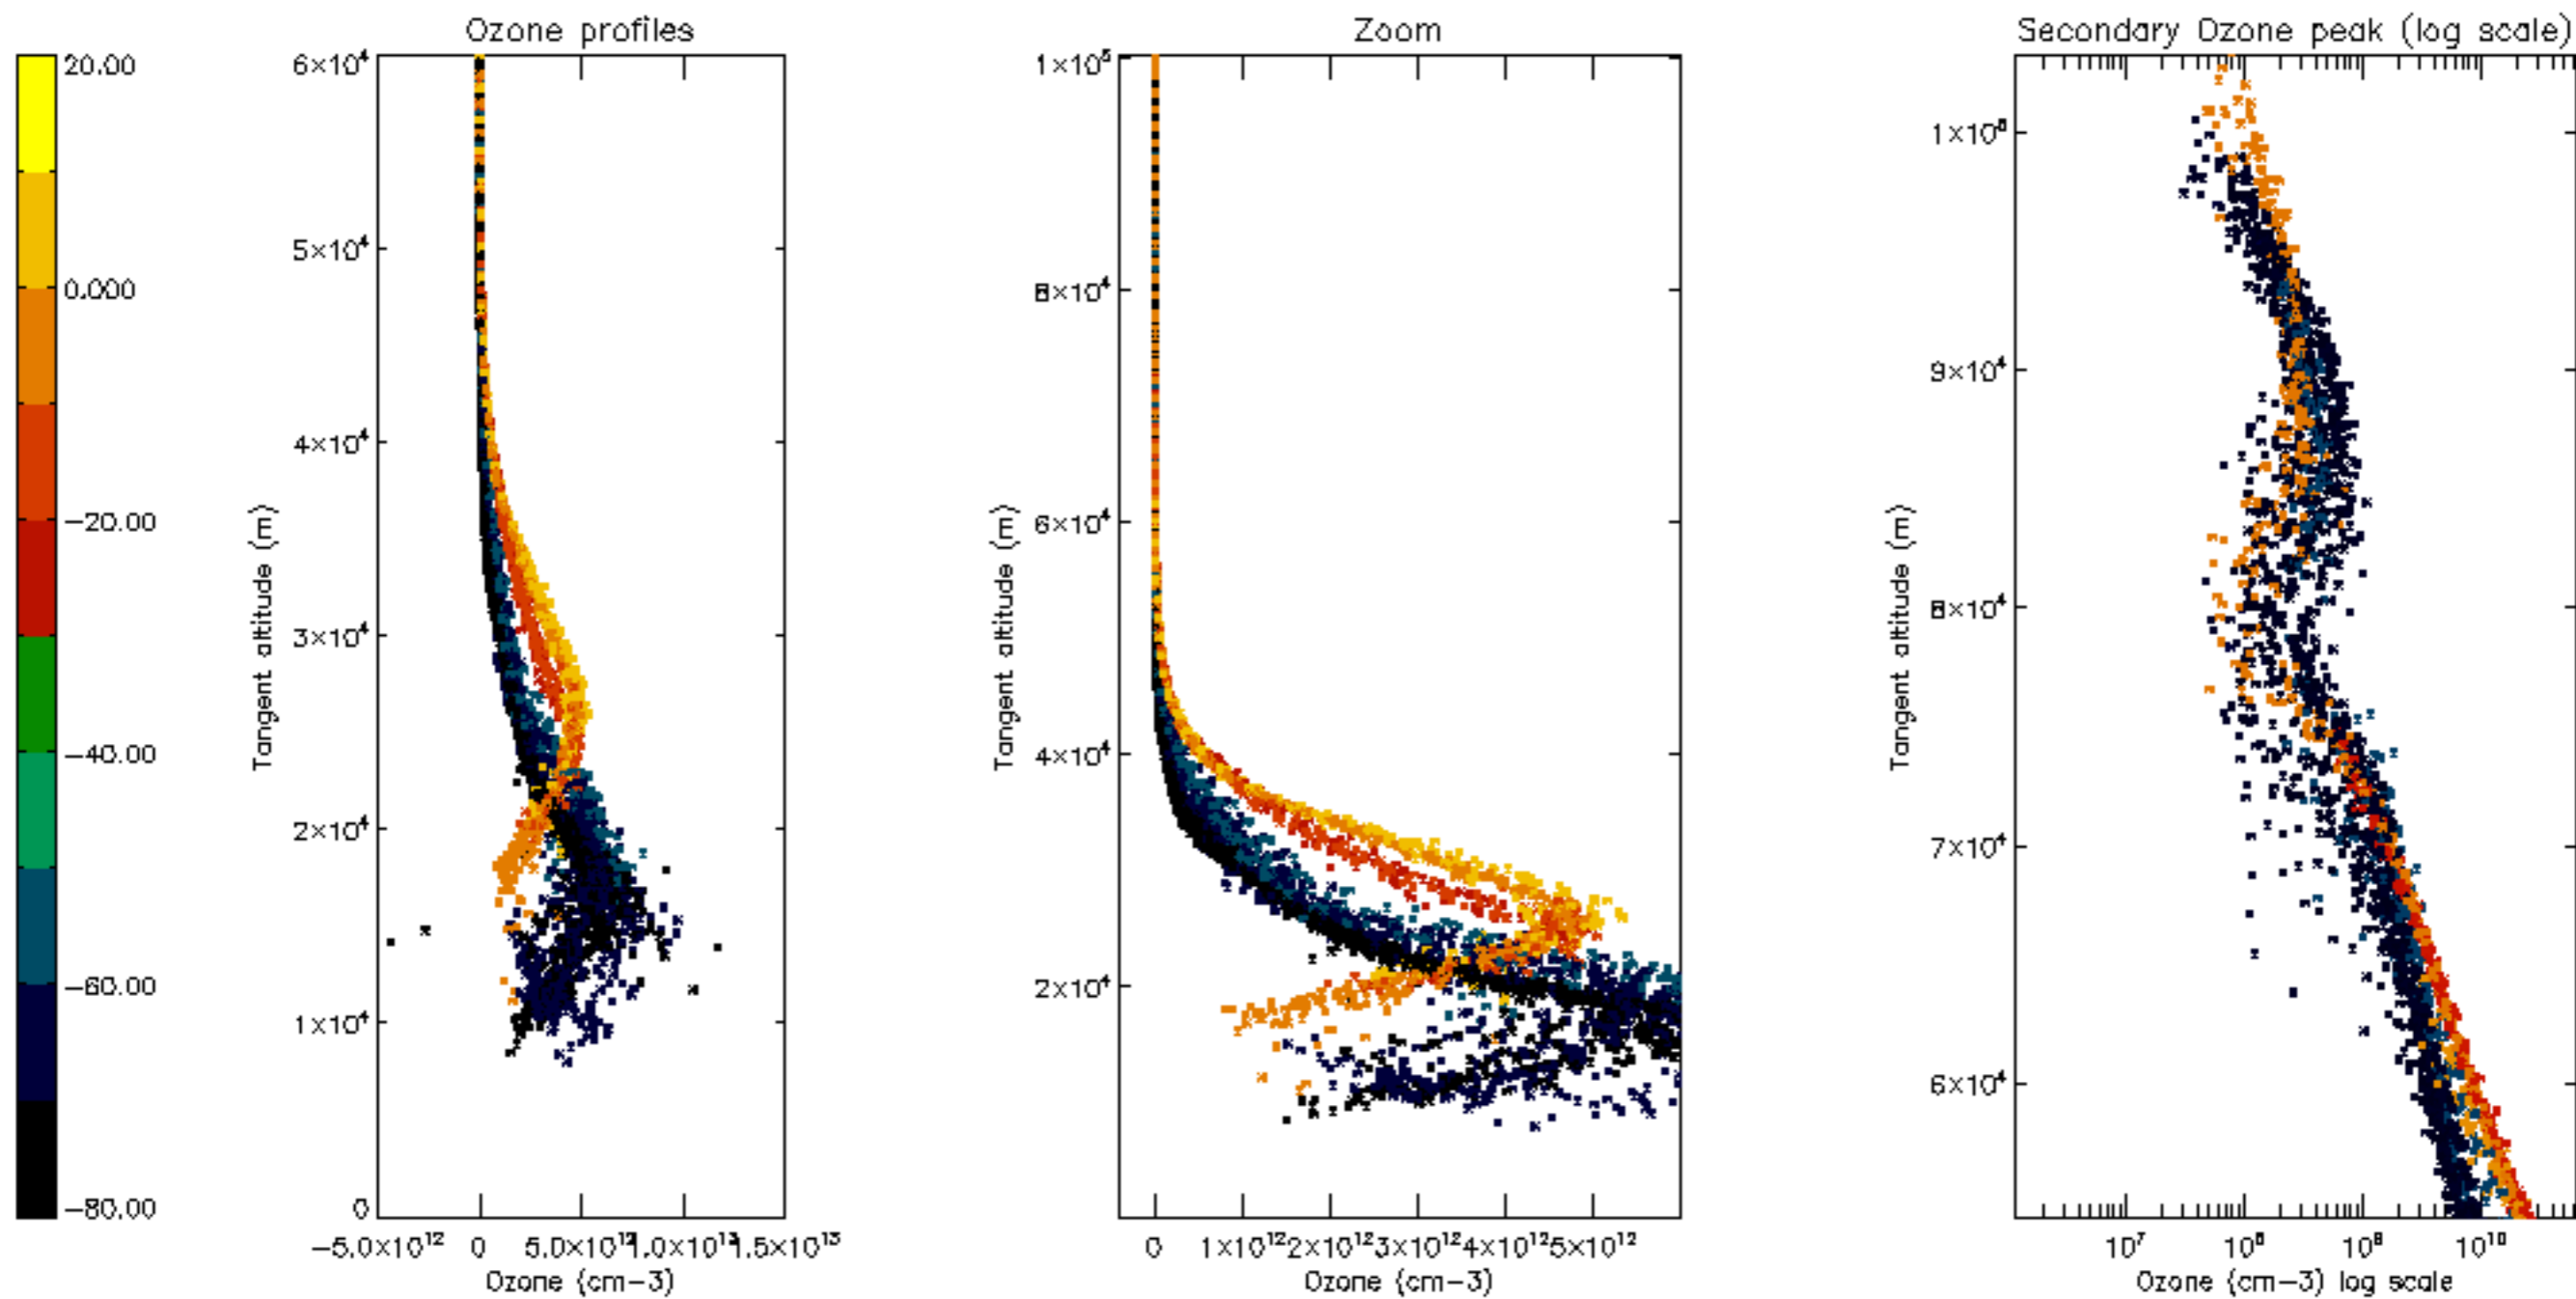 20.00
0.000
−20.00
−40.00
−60.00
−80.00
Ozone profiles
6×10⁴
5×10⁴
4×10⁴
3×10⁴
2×10⁴
1×10⁴
0
Tangent altitude (m)
−5.0×10¹² 0 5.0×10¹² 1.0×10¹³ 1.5×10¹³
Ozone (cm−3)
Zoom
1×10⁵
8×10⁴
6×10⁴
4×10⁴
2×10⁴
Tangent altitude (m)
0 1×10¹² 2×10¹² 3×10¹² 4×10¹² 5×10¹²
Ozone (cm−3)
Secondary Ozone peak (log scale)
1×10⁵
9×10⁴
8×10⁴
7×10⁴
6×10⁴
Tangent altitude (m)
10⁷ 10⁸ 10⁹ 10¹⁰
Ozone (cm−3) log scale